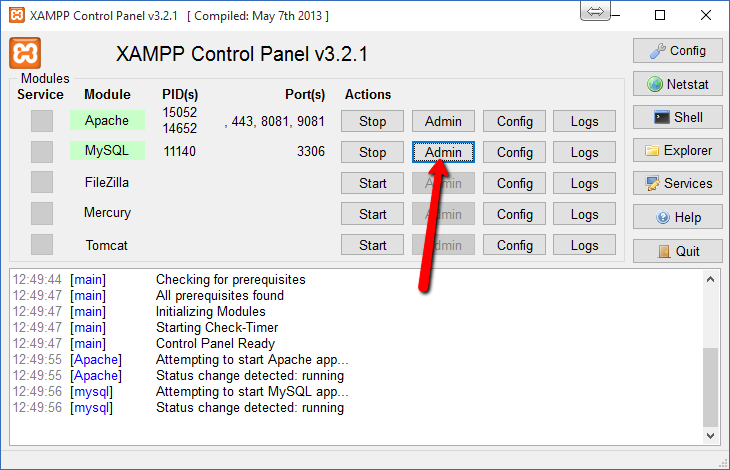 XAMPP Control Panel v3.2.1 [ Compiled: May 7th 2013 ]
XAMPP Control Panel v3.2.1
Modules
Service Module PID(s) Port(s) Actions
Apache 15052 14652 , 443, 8081, 9081 Stop Admin Config Logs
MySQL 11140 3306 Stop Admin Config Logs
FileZilla Start Admin Config Logs
Mercury Start Admin Config Logs
Tomcat Start Admin Config Logs
Config
Netstat
Shell
Explorer
Services
Help
Quit
12:49:44 [main] Checking for prerequisites
12:49:47 [main] All prerequisites found
12:49:47 [main] Initializing Modules
12:49:47 [main] Starting Check-Timer
12:49:47 [main] Control Panel Ready
12:49:55 [Apache] Attempting to start Apache app...
12:49:55 [Apache] Status change detected: running
12:49:56 [mysql] Attempting to start MySQL app...
12:49:56 [mysql] Status change detected: running